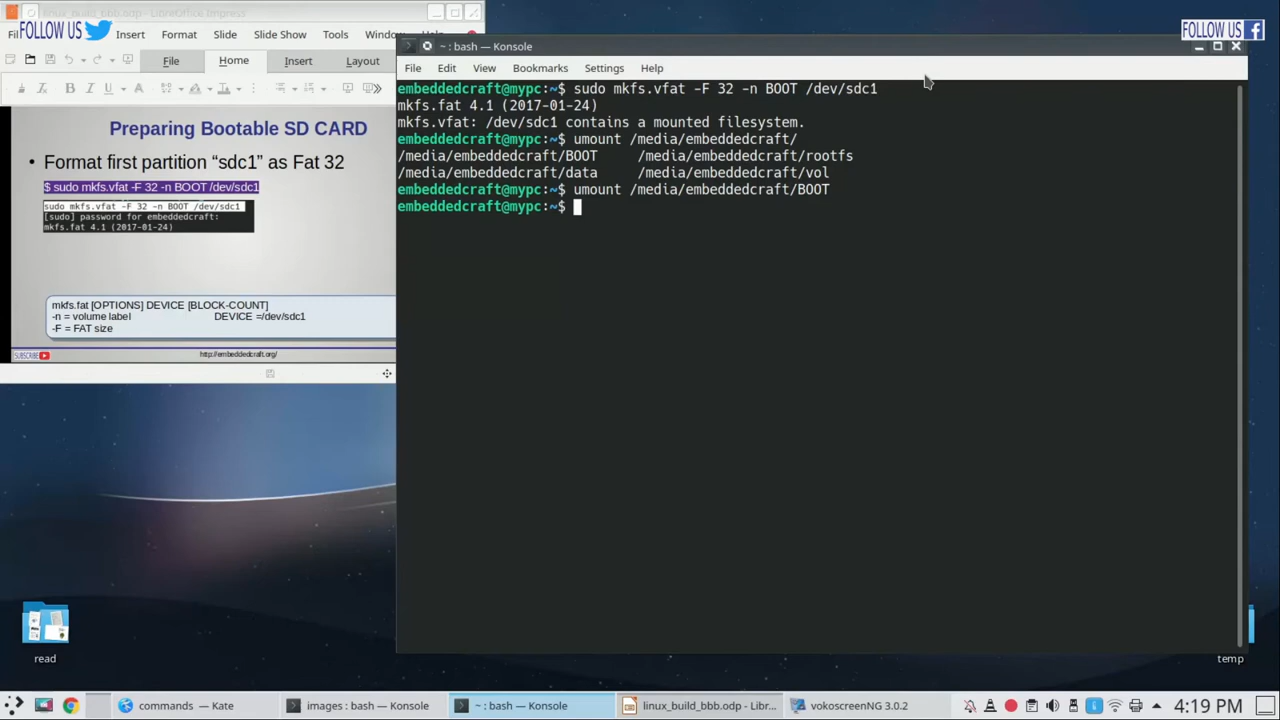 linux_build_bbb.odp - LibreOffice Impress
FOLLOW US
FOLLOW US
Insert Format Slide Slide Show Tools Window
File Home Insert Layout
Preparing Bootable SD CARD
• Format first partition “sdc1” as Fat 32
$ sudo mkfs.vfat -F 32 -n BOOT /dev/sdc1
sudo mkfs.vfat -F 32 -n BOOT /dev/sdc1
[sudo] password for embeddedcraft:
mkfs.fat 4.1 (2017-01-24)
mkfs.fat [OPTIONS] DEVICE [BLOCK-COUNT]
-n = volume label DEVICE =/dev/sdc1
-F = FAT size
SUBSCRIBE
http://embeddedcraft.org/
~ : bash — Konsole
File Edit View Bookmarks Settings Help
embeddedcraft@mypc:~$ sudo mkfs.vfat -F 32 -n BOOT /dev/sdc1
mkfs.fat 4.1 (2017-01-24)
mkfs.vfat: /dev/sdc1 contains a mounted filesystem.
embeddedcraft@mypc:~$ umount /media/embeddedcraft/
/media/embeddedcraft/BOOT /media/embeddedcraft/rootfs
/media/embeddedcraft/data /media/embeddedcraft/vol
embeddedcraft@mypc:~$ umount /media/embeddedcraft/BOOT
embeddedcraft@mypc:~$
read
temp
commands — Kate
images : bash — Konsole
~ : bash — Konsole
linux_build_bbb.odp - Libr...
vokoscreenNG 3.0.2
4:19 PM